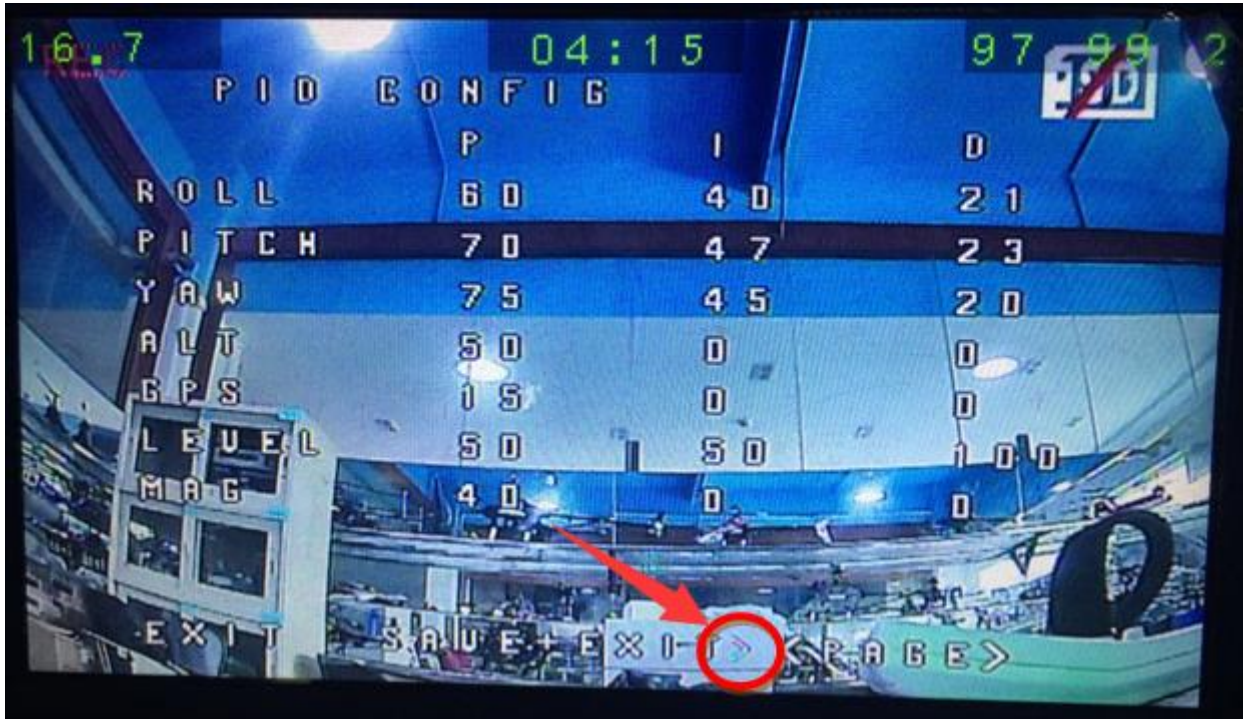 16.7 04:15 97 99 2
PID CONFIG
P I D
ROLL 60 40 21
PITCH 70 47 23
YAW 75 45 20
ALT 50 0 0
GPS 15 0 0
LEVEL 50 50 100
MAG 40 0 0
EXIT SAVE+EXIT <PAGE>